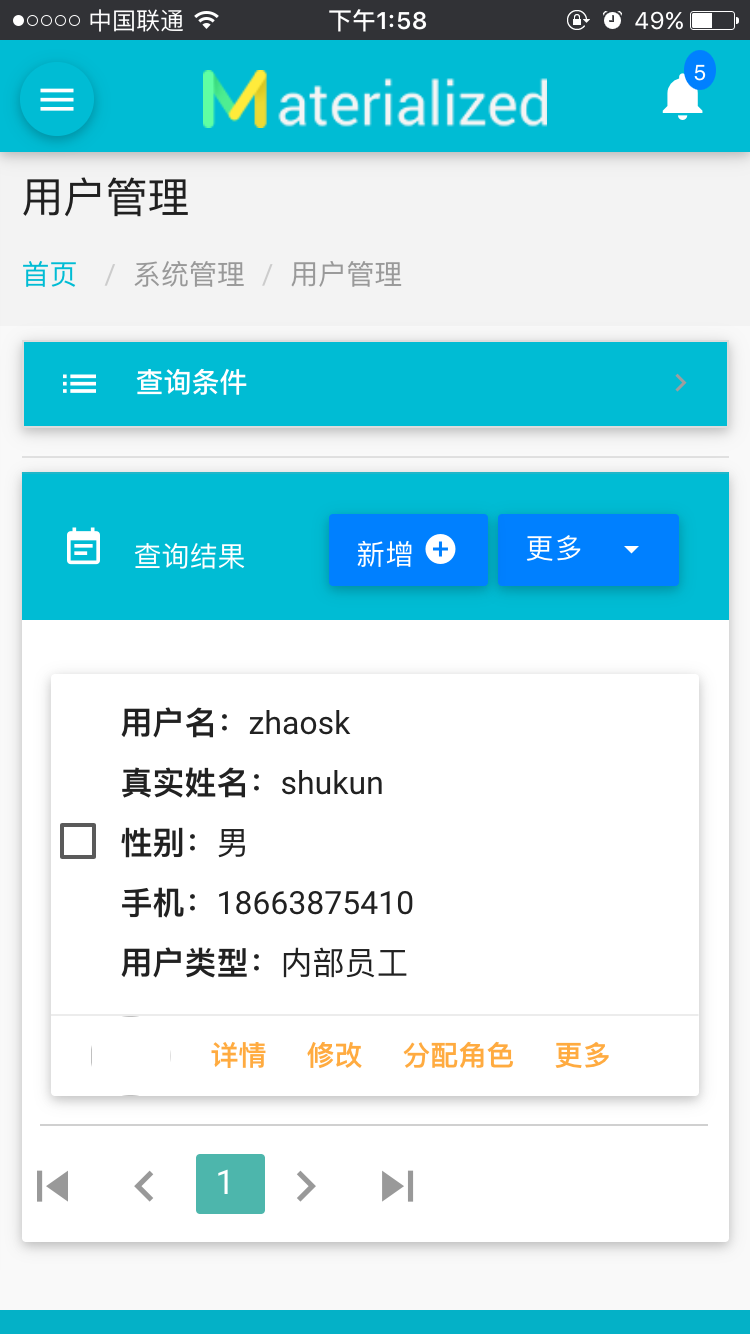 中国联通 下午1:58 49%
Materialized 5
用户管理
首页 / 系统管理 / 用户管理
查询条件
查询结果 新增 更多
用户名：zhaosk
真实姓名：shukun
性别：男
手机：18663875410
用户类型：内部员工
详情 修改 分配角色 更多
1